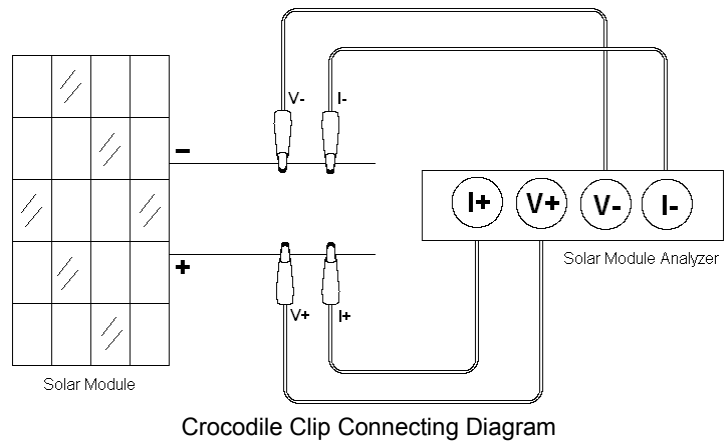 V- I-
-
I+ V+ V- I-
Solar Module Analyzer
+
V+ I+
Solar Module
Crocodile Clip Connecting Diagram